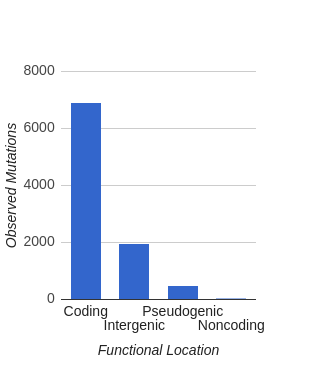 8000
6000
4000
2000
0
Observed Mutations
Coding
Pseudogenic
Intergenic
Noncoding
Functional Location